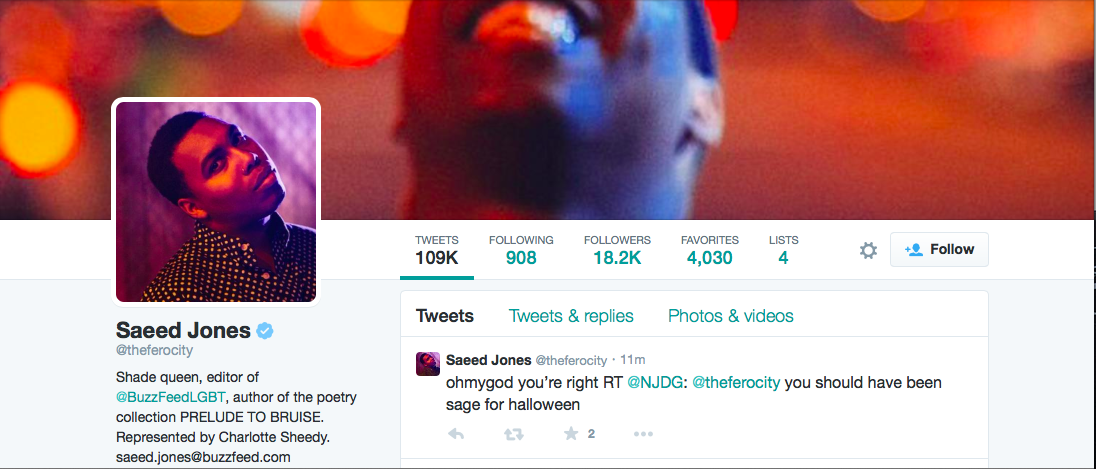 TWEETS FOLLOWING FOLLOWERS FAVORITES LISTS
109K 908 18.2K 4,030 4
Follow
Saeed Jones
@theferocity
Shade queen, editor of
@BuzzFeedLGBT, author of the poetry
collection PRELUDE TO BRUISE.
Represented by Charlotte Sheedy.
saeed.jones@buzzfeed.com
Tweets Tweets & replies Photos & videos
Saeed Jones @theferocity · 11m
ohmygod you’re right RT @NJDG: @theferocity you should have been
sage for halloween
2